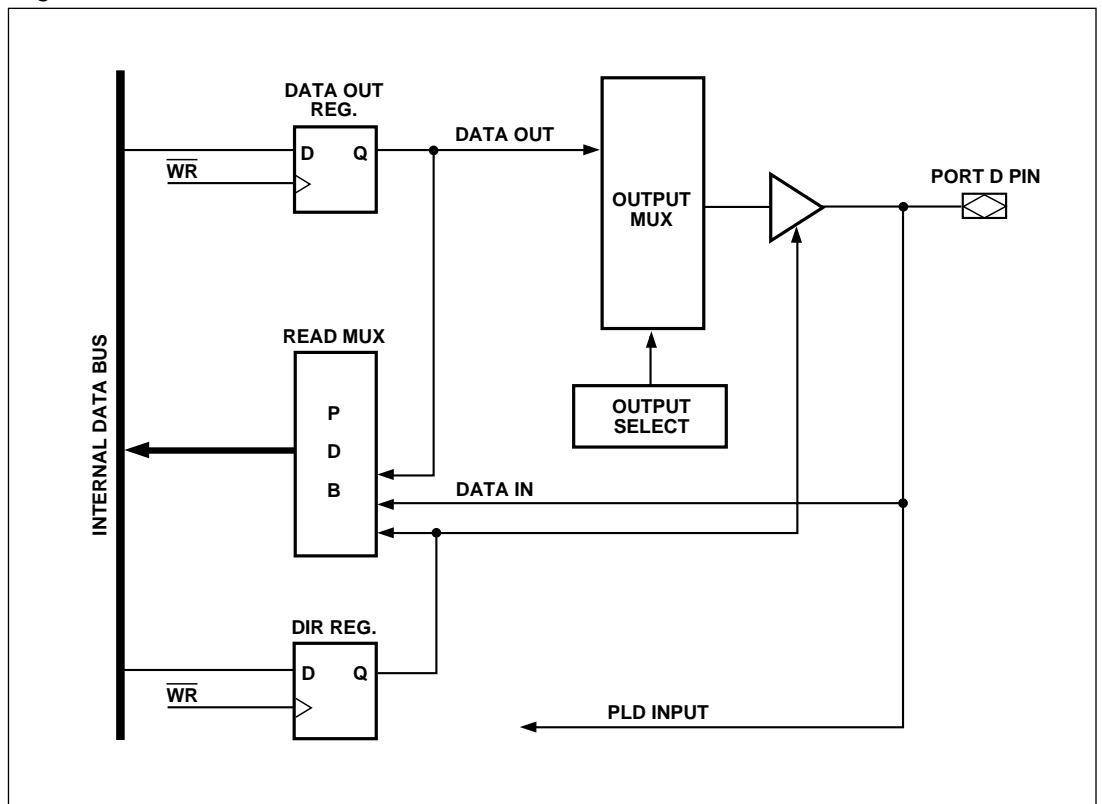 DATA OUT
REG.
D Q
WR
DATA OUT
OUTPUT
MUX
PORT D PIN
READ MUX
P
D
B
INTERNAL DATA BUS
OUTPUT
SELECT
DATA IN
DIR REG.
D Q
WR
PLD INPUT